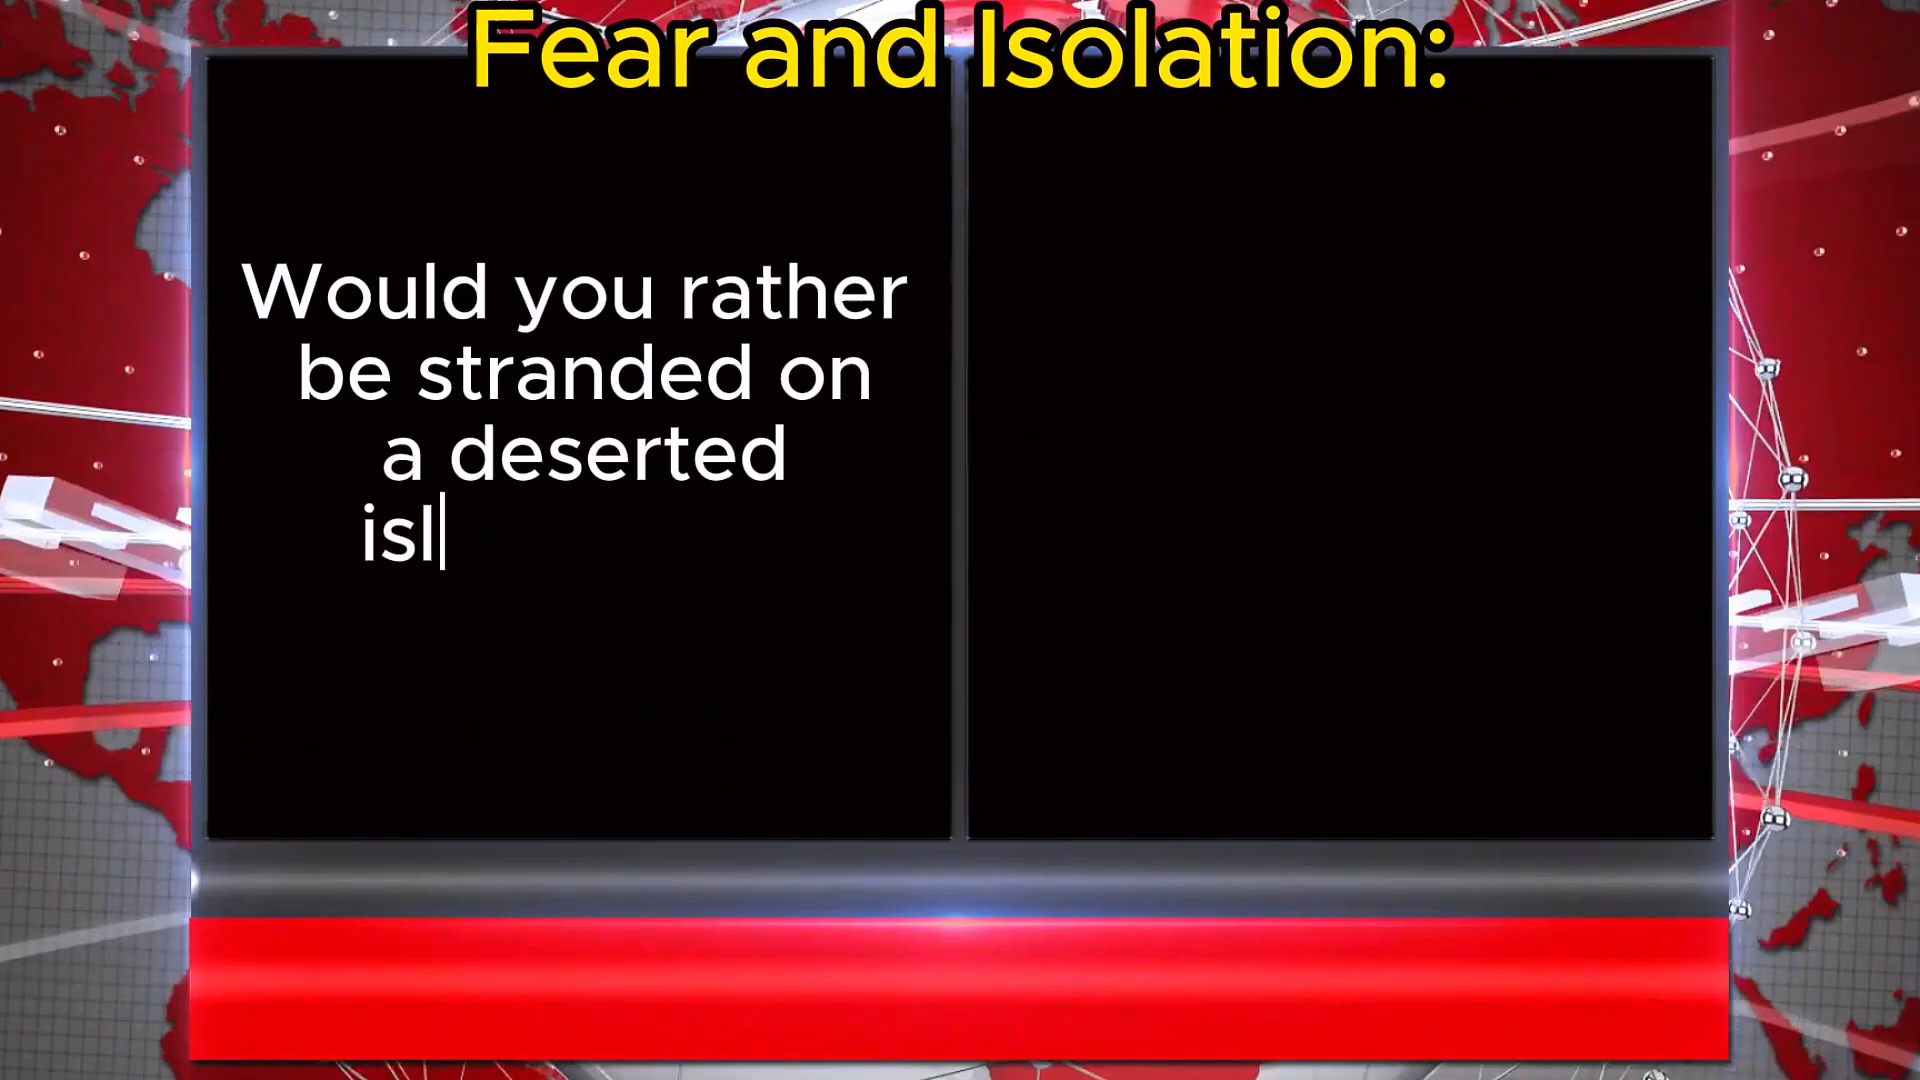 Fear and Isolation:
Would you rather
be stranded on
a deserted
isl